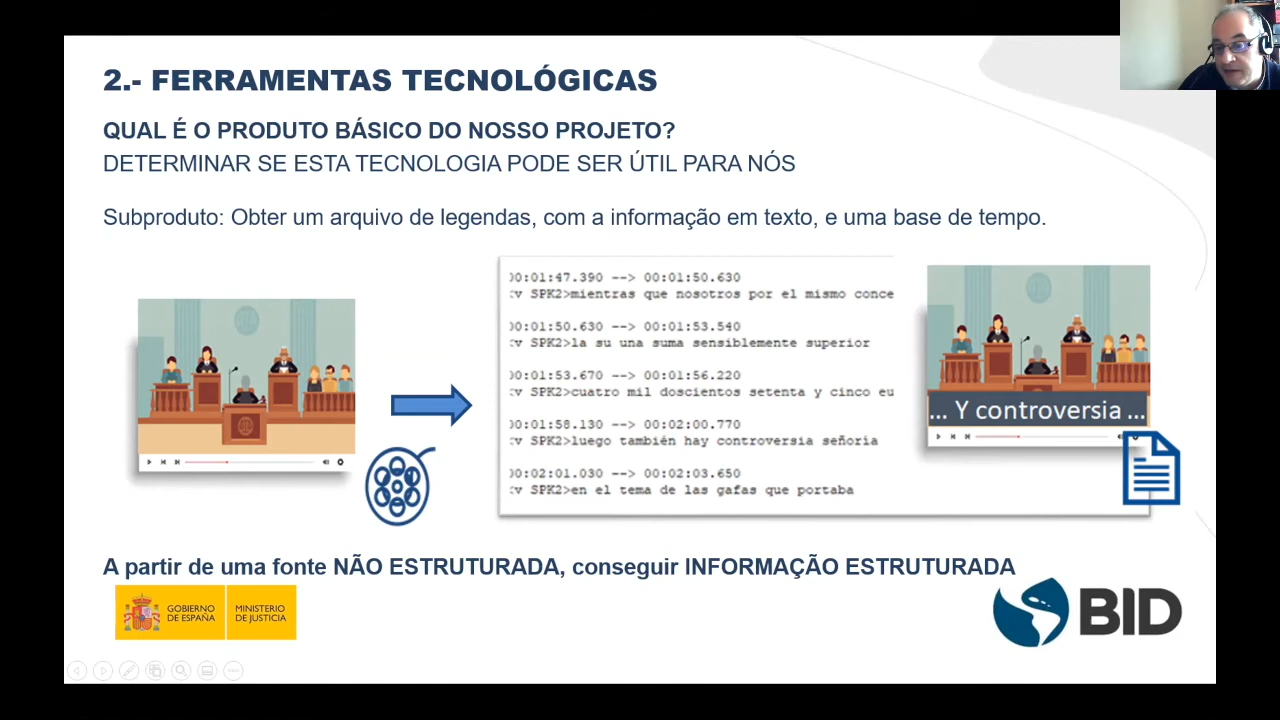 2.- FERRAMENTAS TECNOLÓGICAS
QUAL É O PRODUTO BÁSICO DO NOSSO PROJETO?
DETERMINAR SE ESTA TECNOLOGIA PODE SER ÚTIL PARA NÓS
Subproduto: Obter um arquivo de legendas, com a informação em texto, e uma base de tempo.
00:01:47.390 --> 00:01:50.630
<v SPK2>mientras que nosotros por el mismo conce
00:01:50.630 --> 00:01:53.540
<v SPK2>la su una suma sensiblemente superior
00:01:53.670 --> 00:01:56.220
<v SPK2>cuatro mil doscientos setenta y cinco eu
00:01:58.130 --> 00:02:00.770
<v SPK2>luego también hay controversia señoría
00:02:01.030 --> 00:02:03.650
<v SPK2>en el tema de las gafas que portaba
... Y controversia ...
A partir de uma fonte NÃO ESTRUTURADA, conseguir INFORMAÇÃO ESTRUTURADA
GOBIERNO
DE ESPAÑA
MINISTERIO
DE JUSTICIA
BID